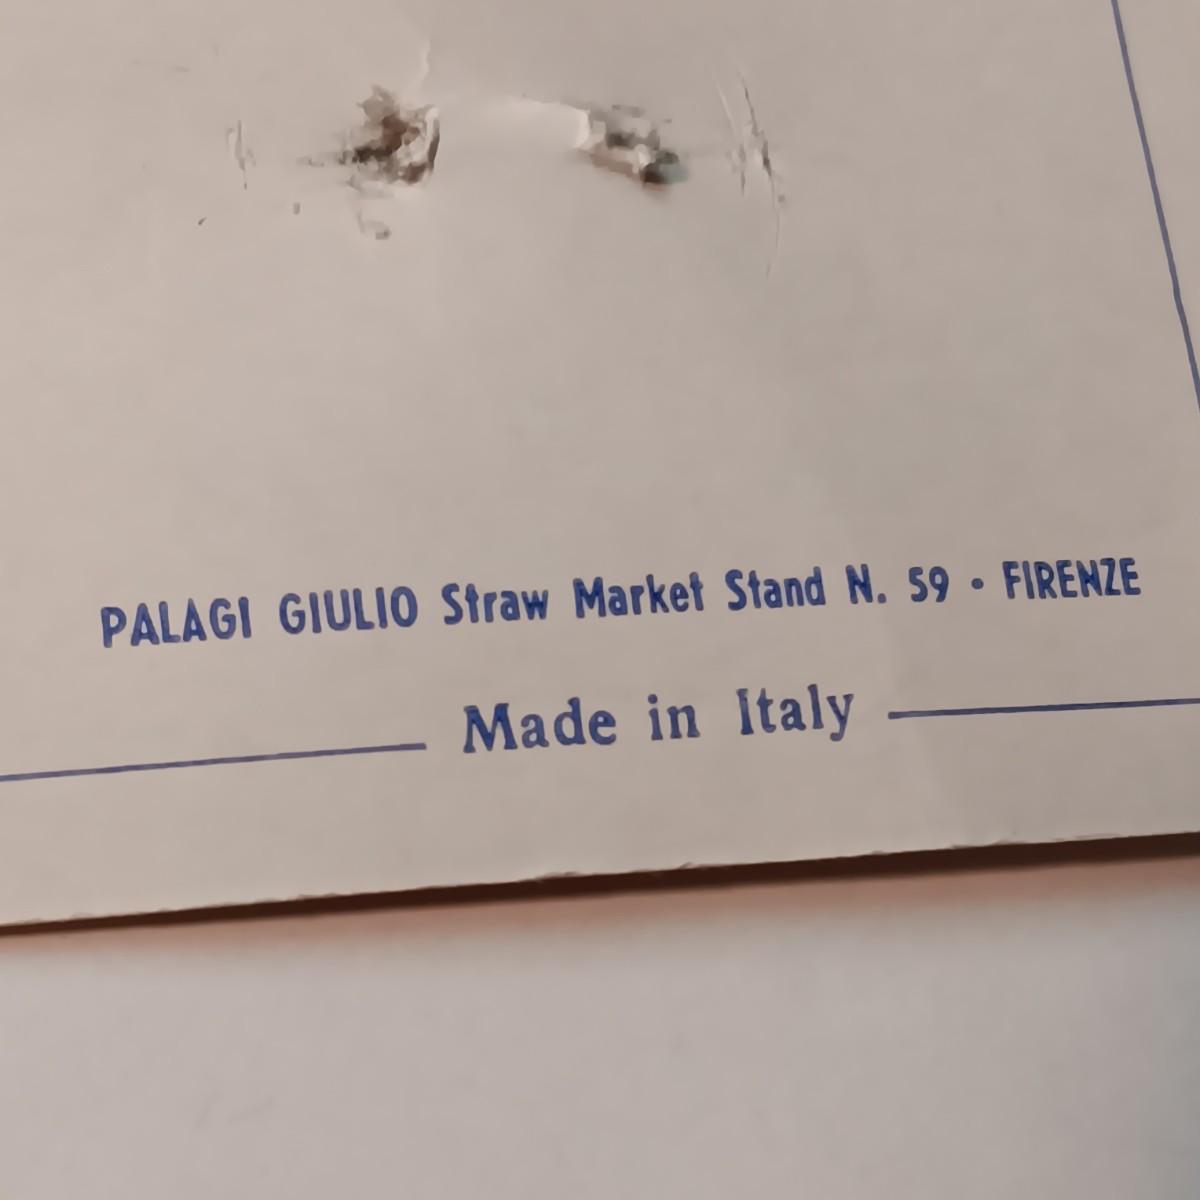 PALAGI GIULIO Straw Market Stand N. 59 • FIRENZE
Made in Italy